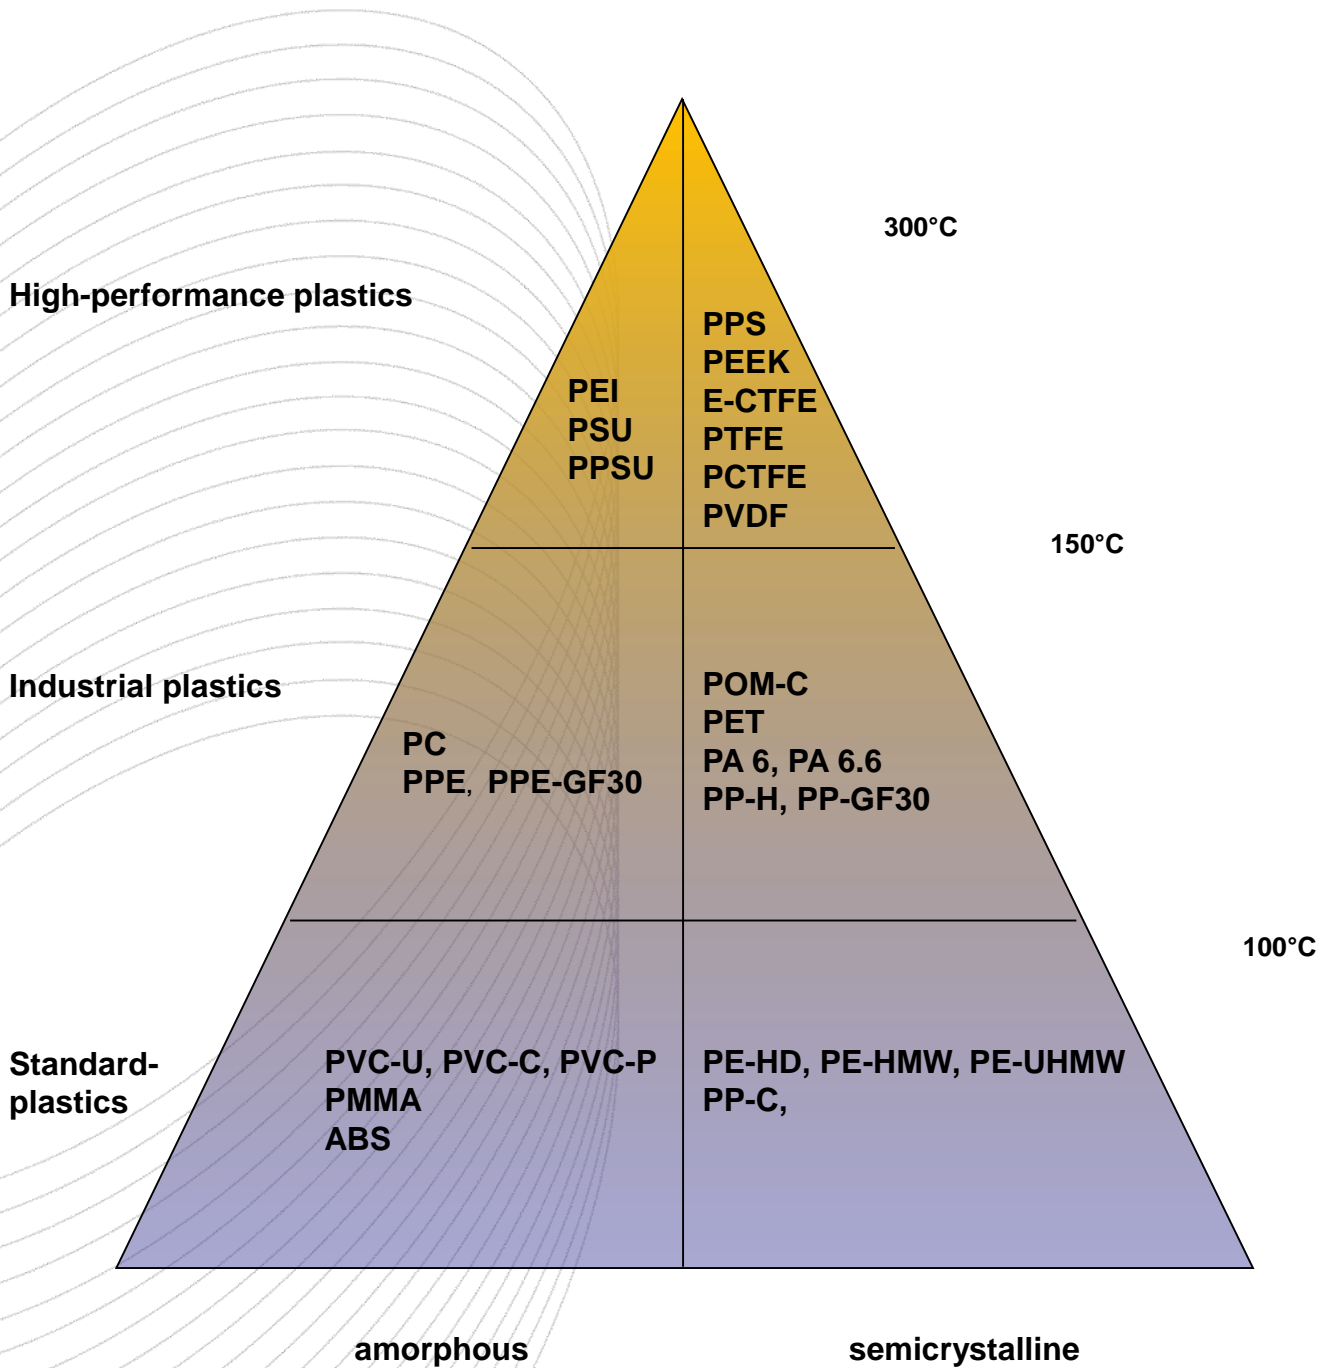 300°C
High-performance plastics
PPS
PEEK
E-CTFE
PTFE
PCTFE
PVDF
PEI
PSU
PPSU
150°C
Industrial plastics
PC
PPE, PPE-GF30
POM-C
PET
PA 6, PA 6.6
PP-H, PP-GF30
100°C
Standard-
plastics
PVC-U, PVC-C, PVC-P
PMMA
ABS
PE-HD, PE-HMW, PE-UHMW
PP-C,
amorphous
semicrystalline